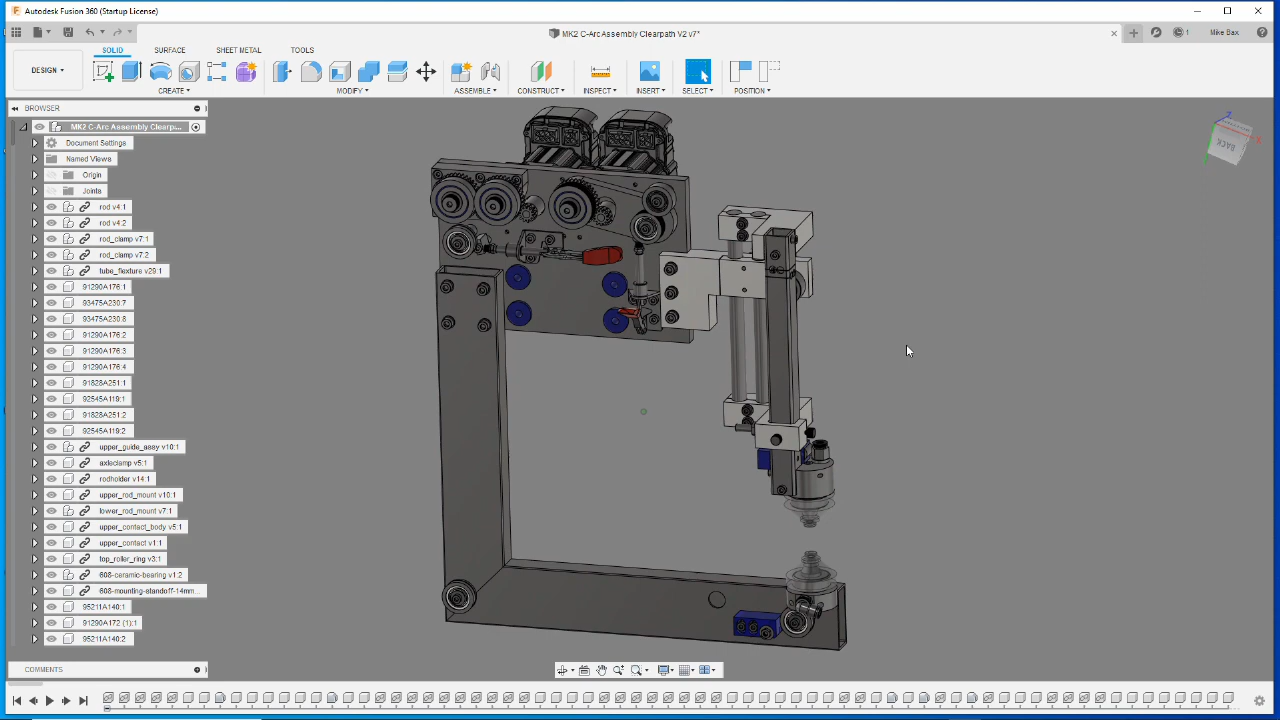 Autodesk Fusion 360 (Startup License)
MK2 C-Arc Assembly Clearpath V2 v7*
1
Mike Bax
SOLID
SURFACE
SHEET METAL
TOOLS
DESIGN
CREATE
MODIFY
ASSEMBLE
CONSTRUCT
INSPECT
INSERT
SELECT
POSITION
BROWSER
MK2 C-Arc Assembly Clearp...
Document Settings
Named Views
Origin
Joints
rod v4:1
rod v4:2
rod_clamp v7:1
rod_clamp v7:2
tube_flexture v29:1
91290A176:1
93475A230:7
93475A230:8
91290A176:2
91290A176:3
91290A176:4
91828A251:1
92545A119:1
91828A251:2
92545A119:2
upper_guide_assy v10:1
axleclamp v5:1
rodholder v14:1
upper_rod_mount v10:1
lower_rod_mount v7:1
upper_contact_body v5:1
upper_contact v1:1
top_roller_ring v3:1
608-ceramic-bearing v1:2
608-mounting-standoff-14mm...
95211A140:1
91290A172 (1):1
95211A140:2
COMMENTS
BACK
Z
X